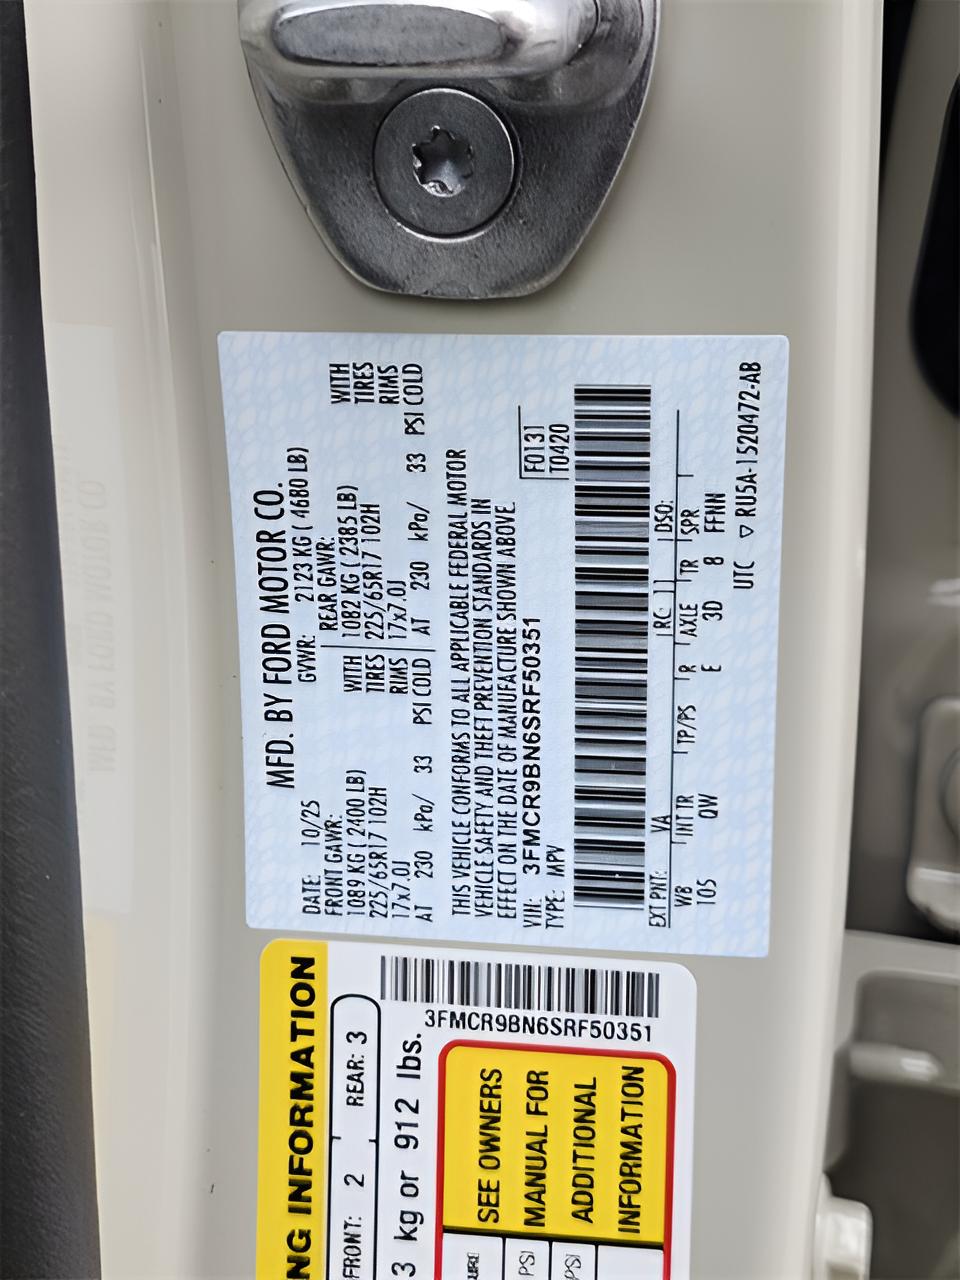 MFD. BY FORD MOTOR CO.
DATE: 10/25 GVWR: 2123 KG ( 4680 LB)
FRONT GAWR: REAR GAWR:
1089 KG ( 2400 LB) WITH 1082 KG ( 2385 LB) WITH
225/65R17 102H TIRES 225/65R17 102H TIRES
17x7.0J RIMS 17x7.0J RIMS
AT 230 kPa/ 33 PSI COLD AT 230 kPa/ 33 PSI COLD
THIS VEHICLE CONFORMS TO ALL APPLICABLE FEDERAL MOTOR
VEHICLE SAFETY AND THEFT PREVENTION STANDARDS IN
EFFECT ON THE DATE OF MANUFACTURE SHOWN ABOVE.
VIN: 3FMCR9BN6SRF50351 F0131
TYPE: MPV T0420
EXT PNT: VA RC: DSO:
WB INT TR TP/PS R AXLE TR SPR
105 QW E 3D 8 FFNN
UTC ▽ RU5A-1520472-AB
NG INFORMATION
FRONT: 2 REAR: 3
3 kg or 912 lbs.
3FMCR9BN6SRF50351
SEE OWNERS
MANUAL FOR
ADDITIONAL
INFORMATION
PSI
PSI